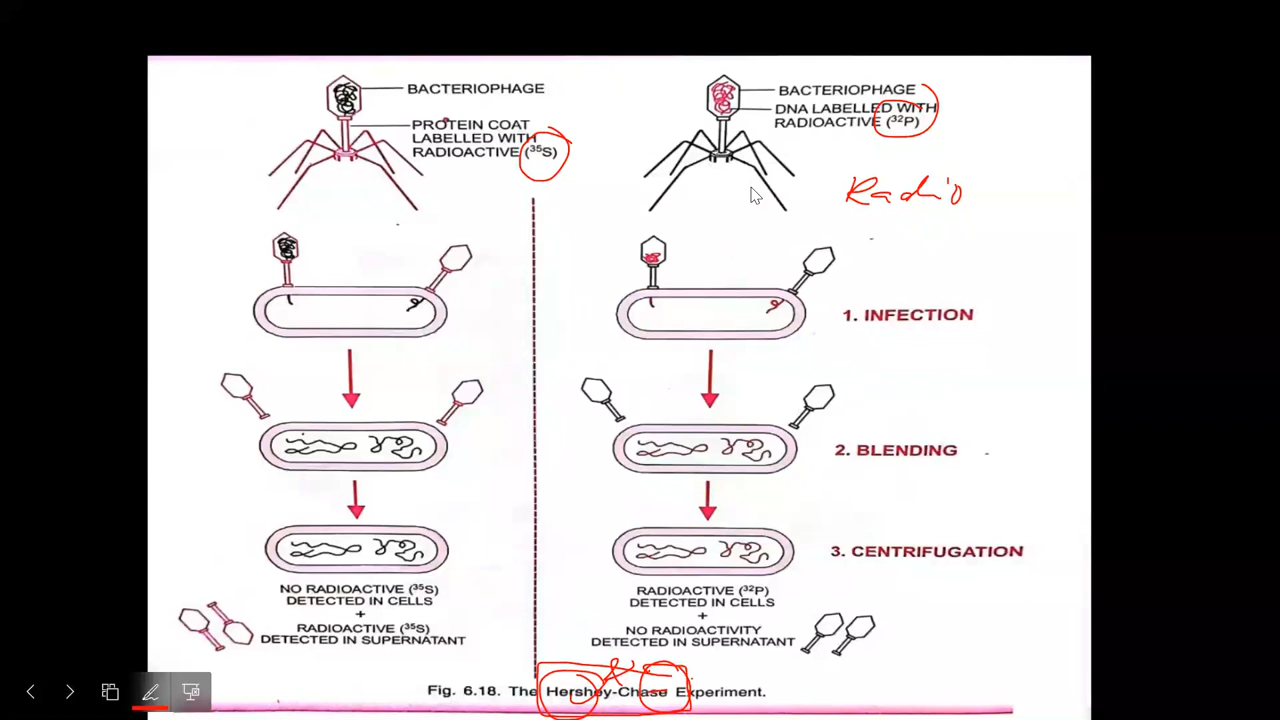 BACTERIOPHAGE
PROTEIN COAT
LABELLED WITH
RADIOACTIVE (³⁵S)
BACTERIOPHAGE
DNA LABELLED WITH
RADIOACTIVE (³²P)
Radio
1. INFECTION
2. BLENDING
3. CENTRIFUGATION
NO RADIOACTIVE (³⁵S)
DETECTED IN CELLS
+
RADIOACTIVE (³⁵S)
DETECTED IN SUPERNATANT
RADIOACTIVE (³²P)
DETECTED IN CELLS
+
NO RADIOACTIVITY
DETECTED IN SUPERNATANT
Fig. 6.18. The Hershey-Chase Experiment.